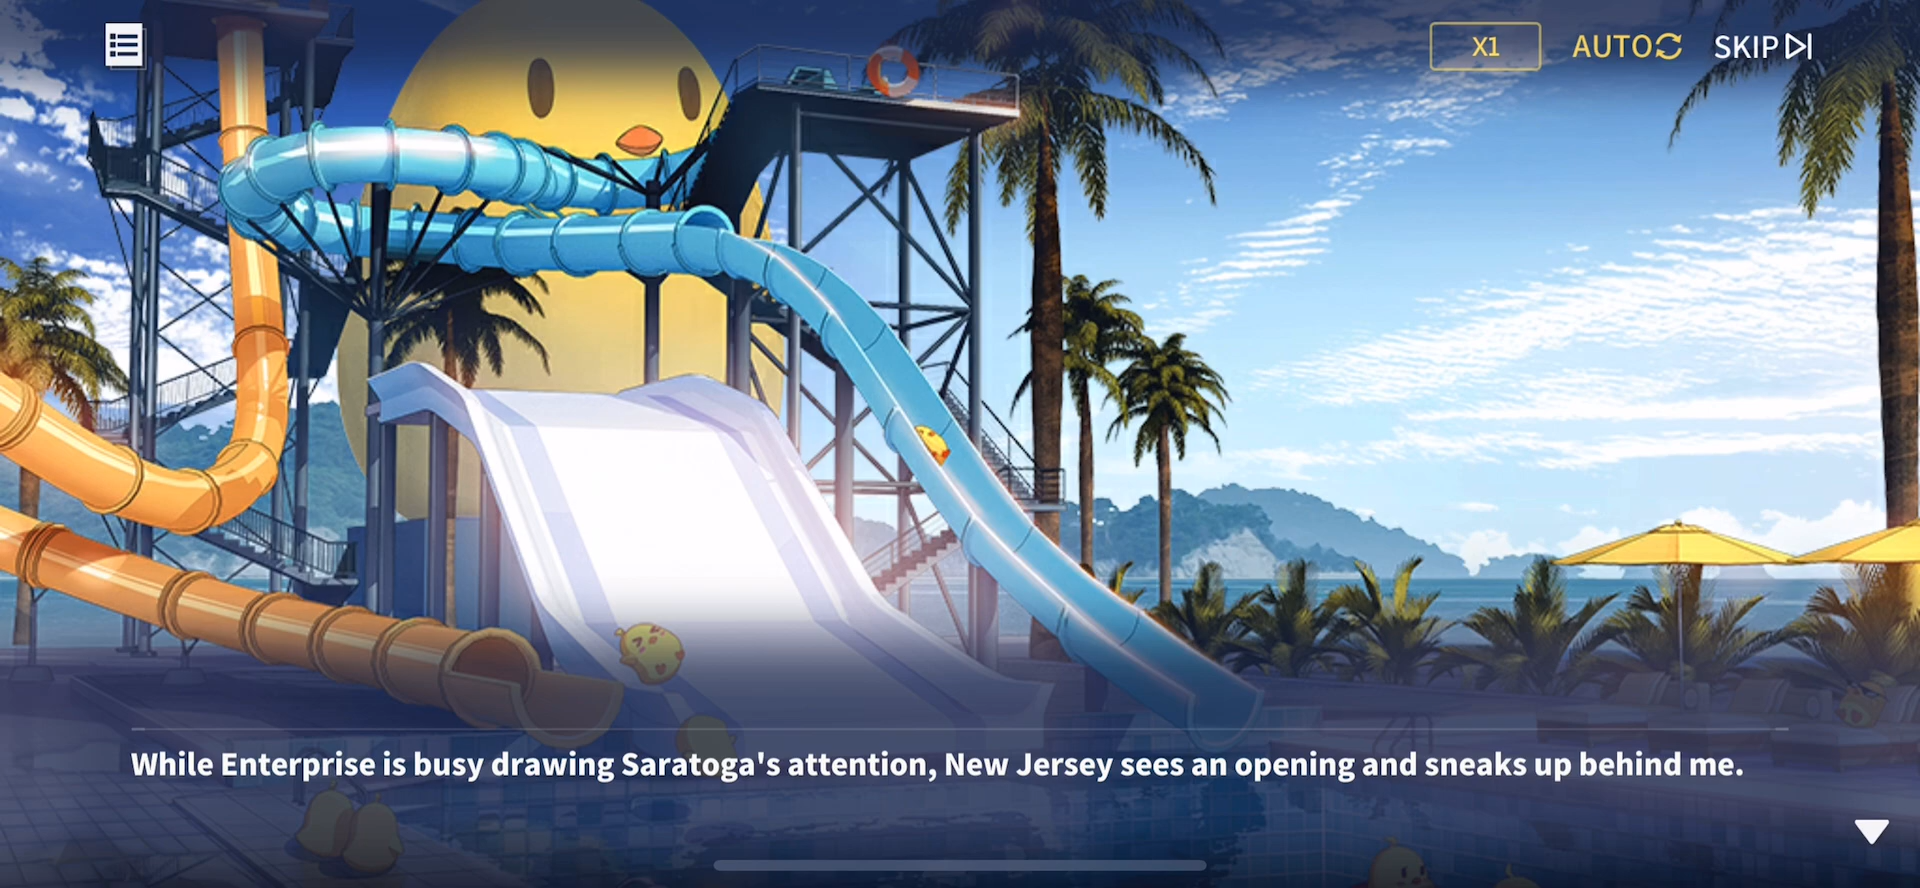 X1
AUTO
SKIP
While Enterprise is busy drawing Saratoga's attention, New Jersey sees an opening and sneaks up behind me.